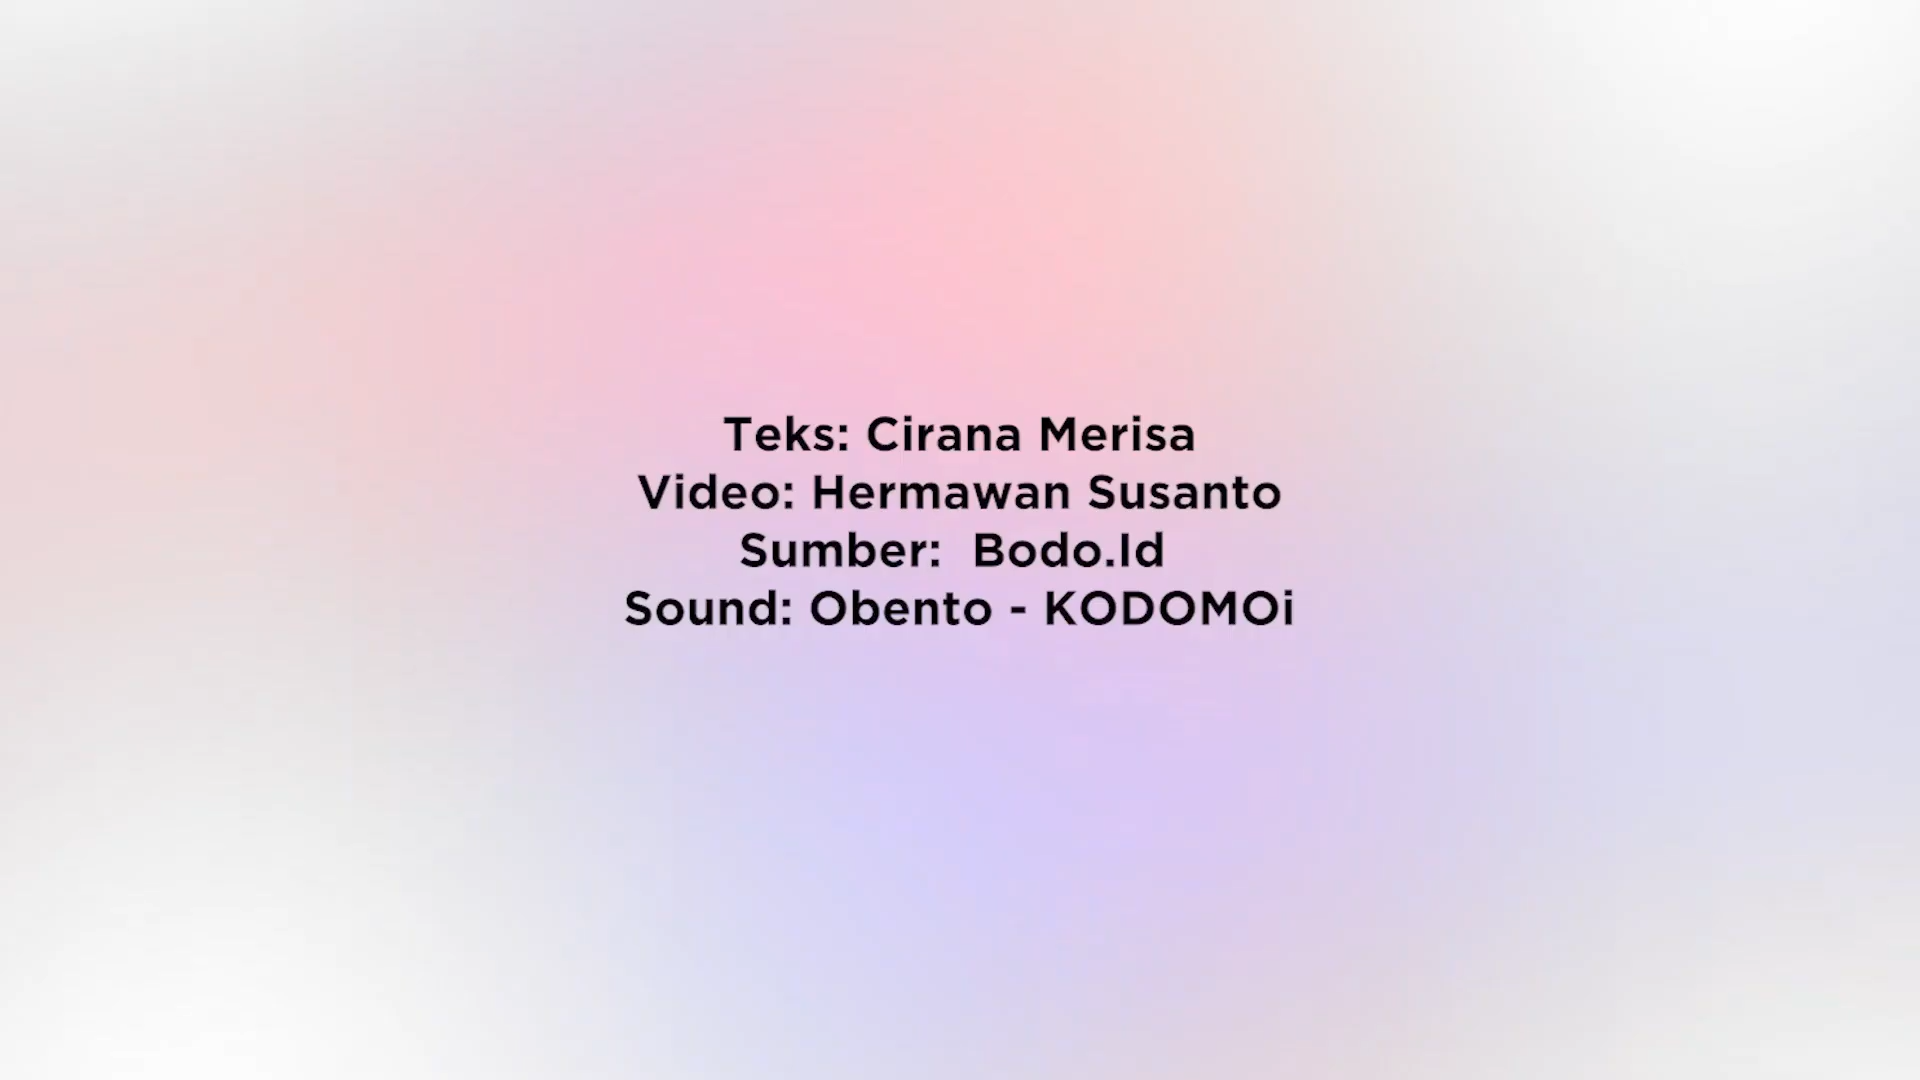 Teks: Cirana Merisa
Video: Hermawan Susanto
Sumber:  Bodo.Id
Sound: Obento - KODOMOi